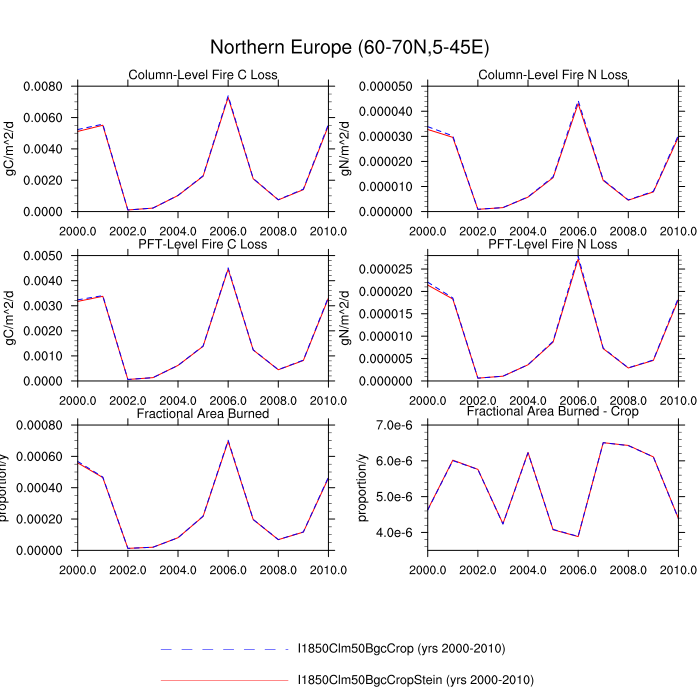 Northern Europe (60-70N,5-45E)
Column-Level Fire C Loss
gC/m^2/d
0.0080
0.0060
0.0040
0.0020
0.0000
2000.0 2002.0 2004.0 2006.0 2008.0 2010.0
Column-Level Fire N Loss
gN/m^2/d
0.000050
0.000040
0.000030
0.000020
0.000010
0.000000
2000.0 2002.0 2004.0 2006.0 2008.0 2010.0
PFT-Level Fire C Loss
gC/m^2/d
0.0050
0.0040
0.0030
0.0020
0.0010
0.0000
2000.0 2002.0 2004.0 2006.0 2008.0 2010.0
PFT-Level Fire N Loss
gN/m^2/d
0.000025
0.000020
0.000015
0.000010
0.000005
0.000000
2000.0 2002.0 2004.0 2006.0 2008.0 2010.0
Fractional Area Burned
proportion/y
0.00080
0.00060
0.00040
0.00020
0.00000
2000.0 2002.0 2004.0 2006.0 2008.0 2010.0
Fractional Area Burned - Crop
proportion/y
7.0e-6
6.0e-6
5.0e-6
4.0e-6
2000.0 2002.0 2004.0 2006.0 2008.0 2010.0
I1850Clm50BgcCrop (yrs 2000-2010)
I1850Clm50BgcCropStein (yrs 2000-2010)